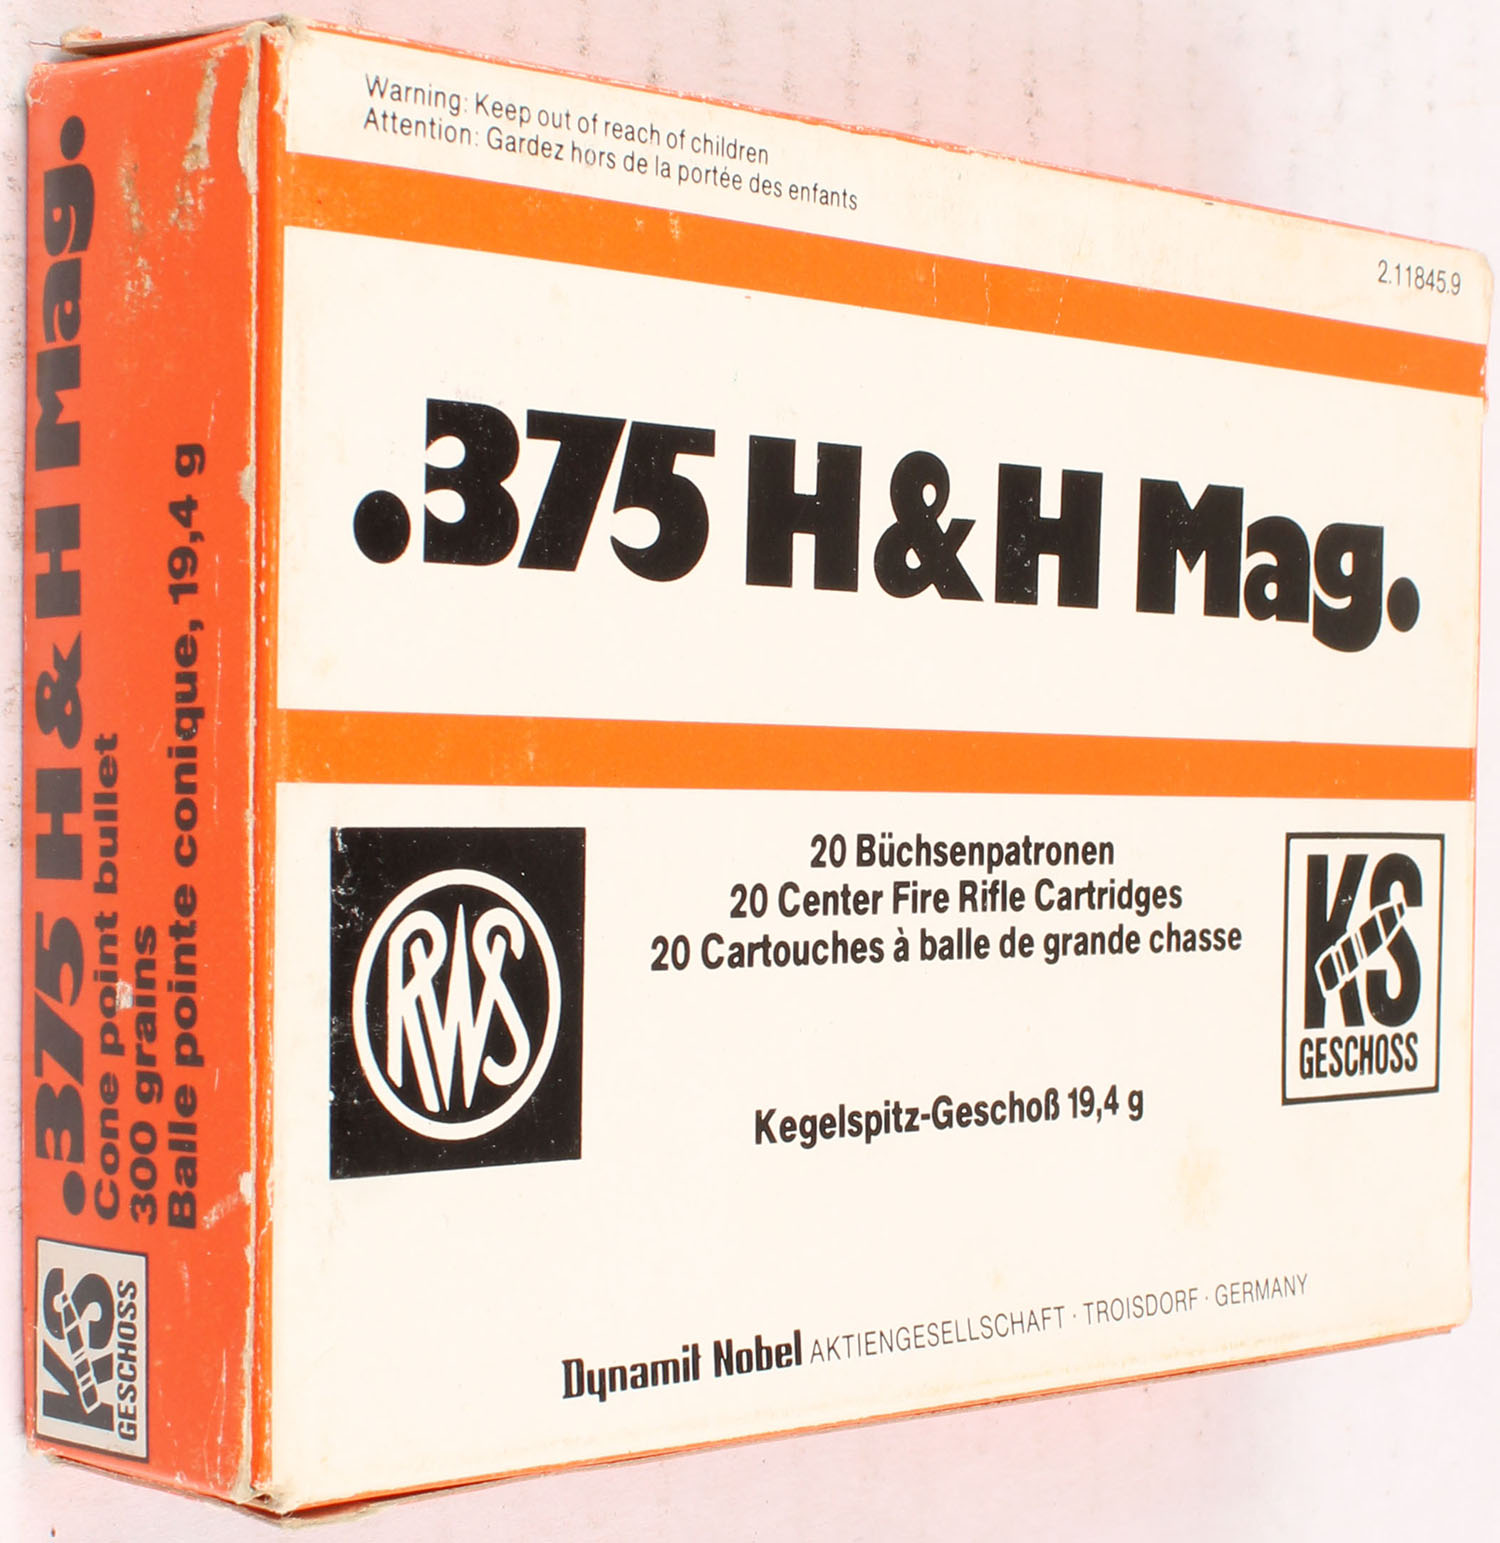 Warning: Keep out of reach of children
Attention: Gardez hors de la portée des enfants
2.11845.9
.375 H&H Mag.
RWS
20 Büchsenpatronen
20 Center Fire Rifle Cartridges
20 Cartouches à balle de grande chasse
KS
GESCHOSS
Kegelspitz-Geschoß 19,4 g
Dynamit Nobel AKTIENGESELLSCHAFT · TROISDORF · GERMANY
.375 H & H Mag.
Cone point bullet
300 grains
Balle pointe conique, 19,4 g
KS
GESCHOSS